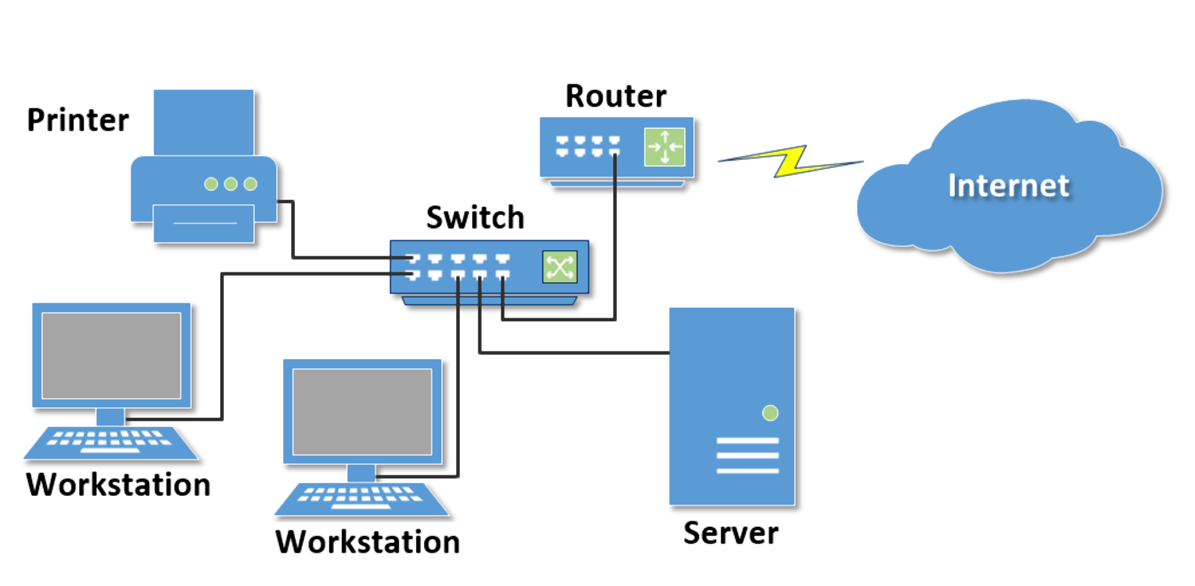 Printer
Router
Internet
Switch
Workstation
Workstation
Server